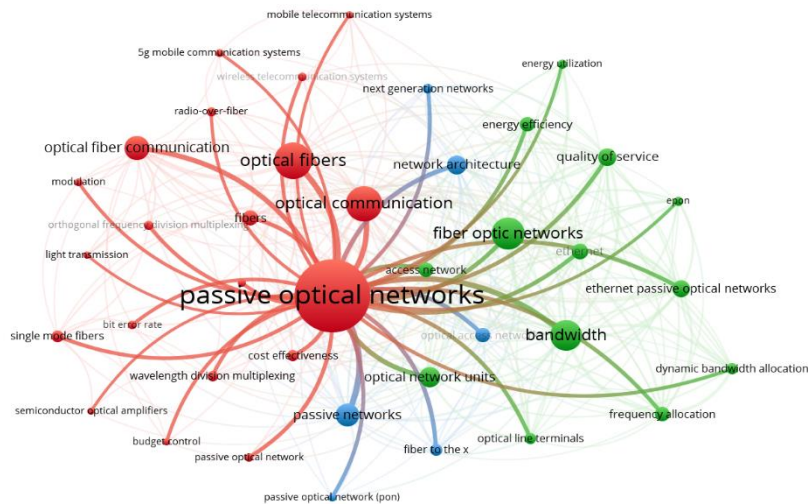 mobile telecommunication systems
5g mobile communication systems
energy utilization
wireless telecommunication systems
next generation networks
radio-over-fiber
energy efficiency
optical fiber communication
optical fibers
network architecture
quality of service
modulation
optical communication
epon
orthogonal frequency division multiplexing
fibers
fiber optic networks
light transmission
ethernet
access network
passive optical networks
ethernet passive optical networks
bit error rate
single mode fibers
optical access networks
bandwidth
cost effectiveness
dynamic bandwidth allocation
wavelength division multiplexing
optical network units
semiconductor optical amplifiers
passive networks
frequency allocation
budget control
optical line terminals
fiber to the x
passive optical network
passive optical network (pon)